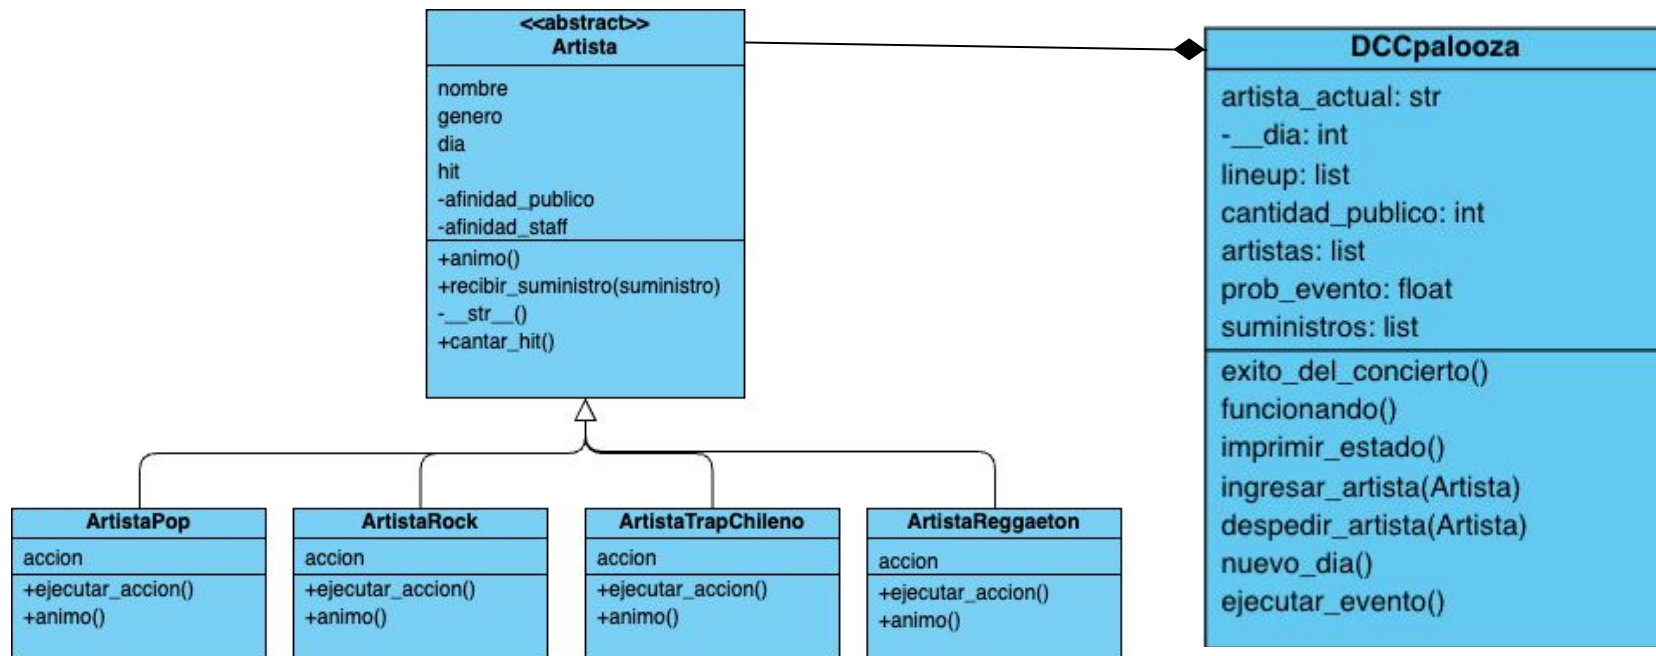 <<abstract>>
Artista
nombre
genero
dia
hit
-afinidad_publico
-afinidad_staff
+animo()
+recibir_suministro(suministro)
-__str__()
+cantar_hit()
DCCpalooza
artista_actual: str
-__dia: int
lineup: list
cantidad_publico: int
artistas: list
prob_evento: float
suministros: list
exito_del_concierto()
funcionando()
imprimir_estado()
ingresar_artista(Artista)
despedir_artista(Artista)
nuevo_dia()
ejecutar_evento()
ArtistaPop
accion
+ejecutar_accion()
+animo()
ArtistaRock
accion
+ejecutar_accion()
+animo()
ArtistaTrapChileno
accion
+ejecutar_accion()
+animo()
ArtistaReggaeton
accion
+ejecutar_accion()
+animo()